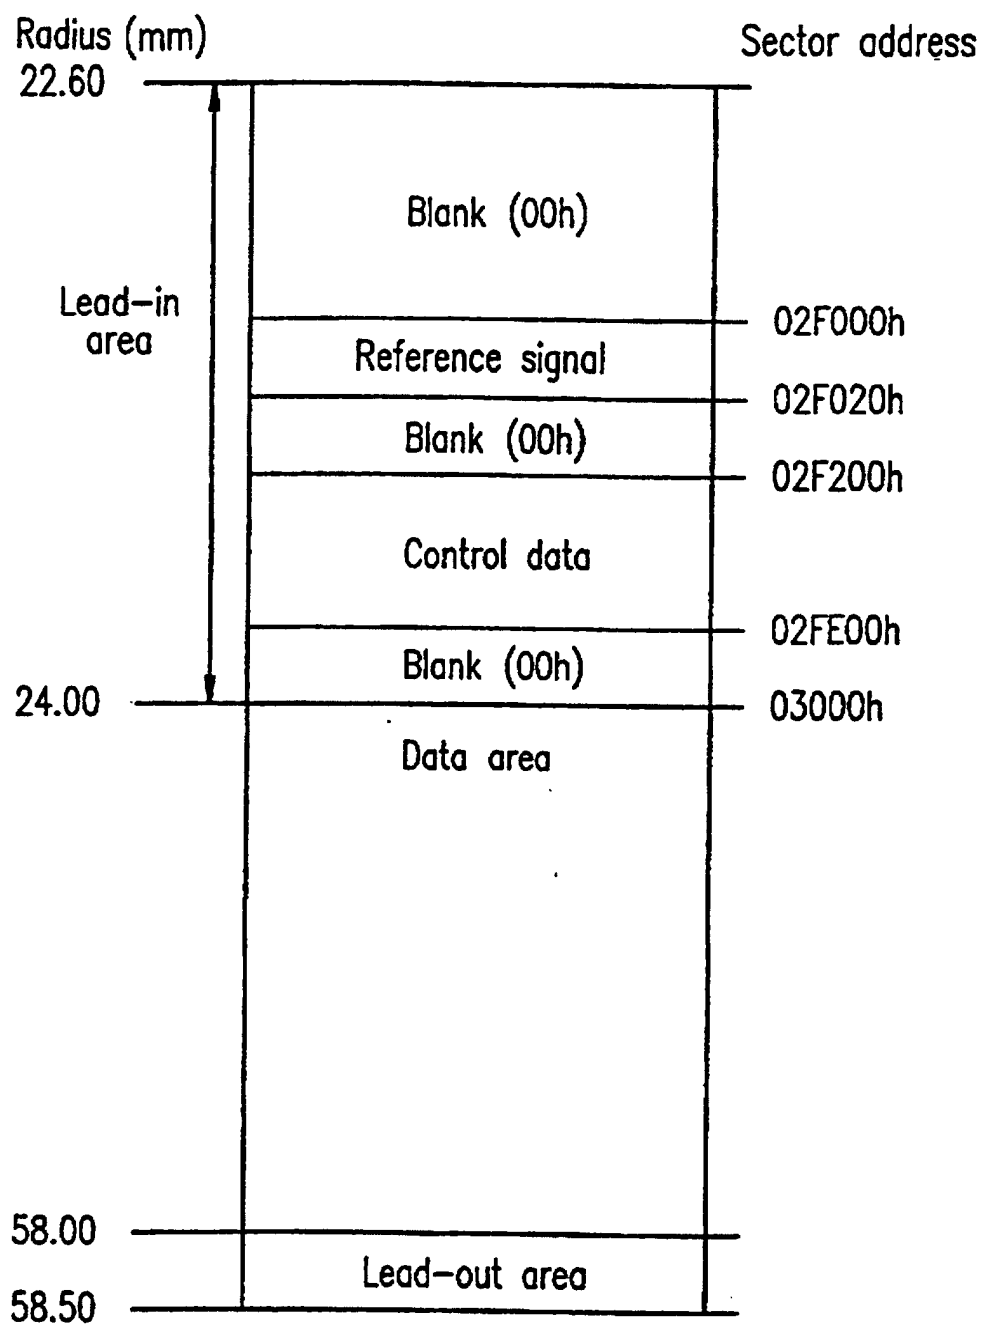 Radius (mm)
Sector address
22.60
Blank (00h)
Lead-in
area
02F000h
Reference signal
02F020h
Blank (00h)
02F200h
Control data
02FE00h
Blank (00h)
24.00
03000h
Data area
58.00
Lead-out area
58.50